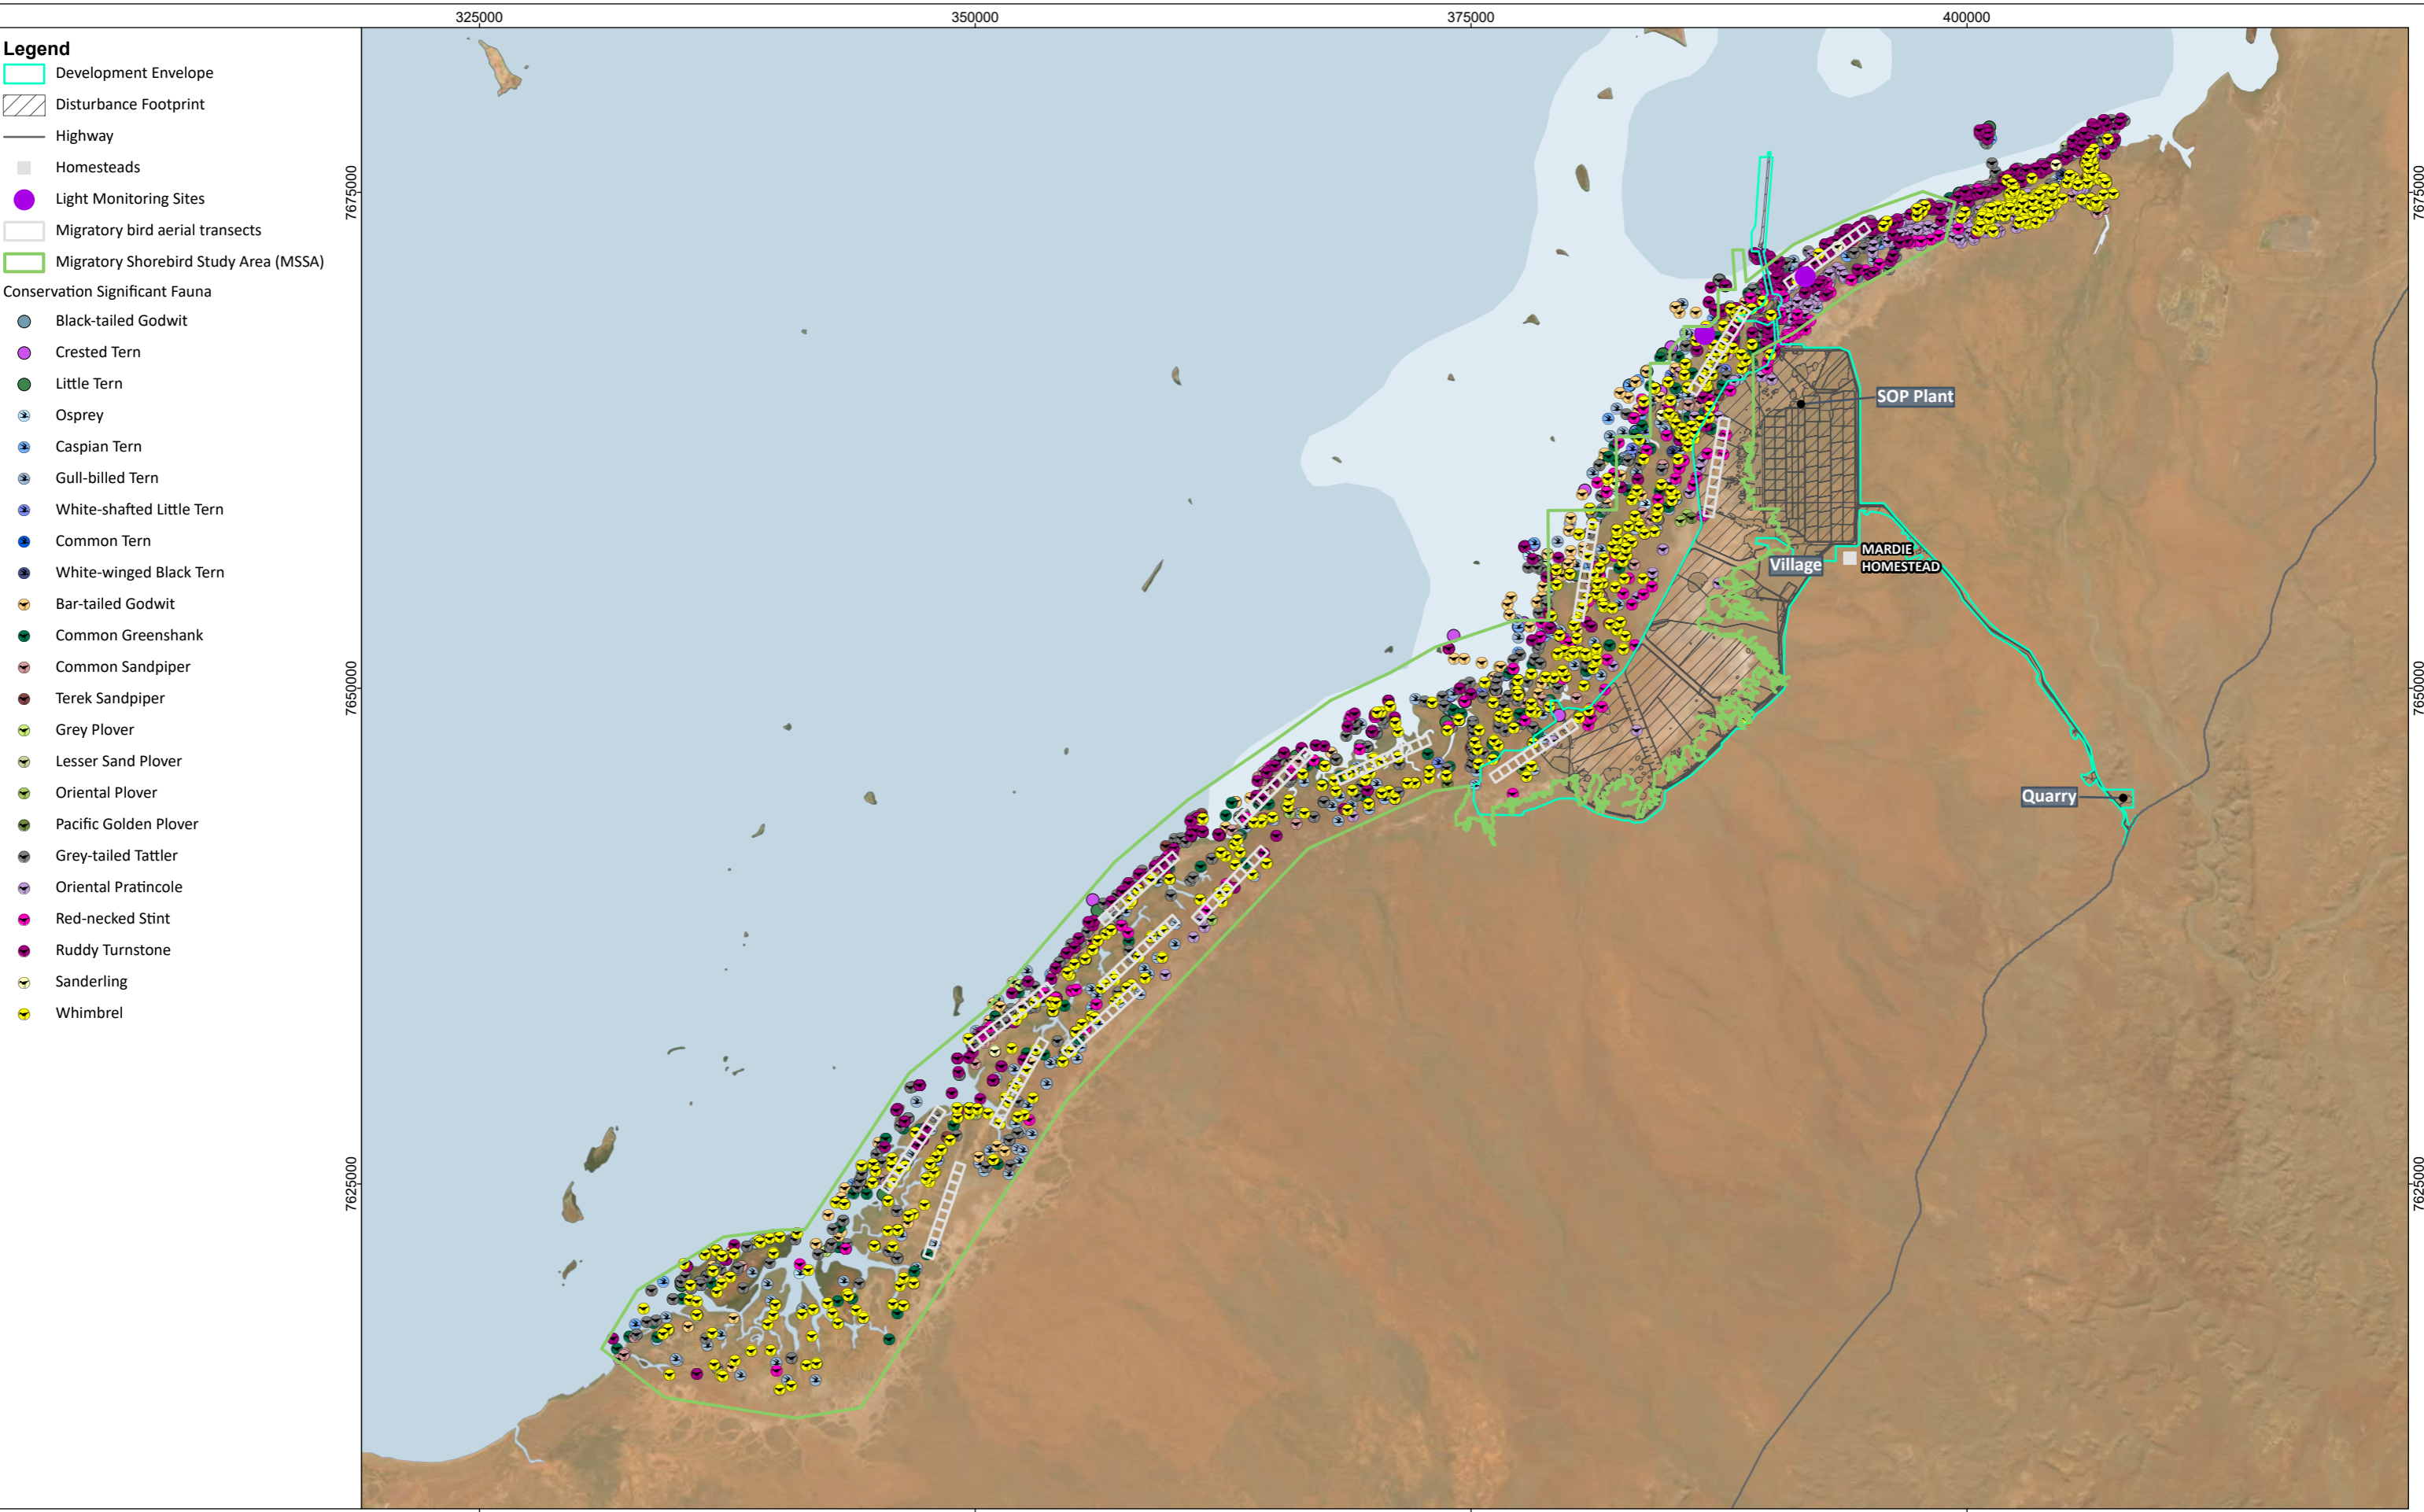 325000
350000
375000
400000
Legend
Development Envelope
Disturbance Footprint
Highway
Homesteads
Light Monitoring Sites
Migratory bird aerial transects
Migratory Shorebird Study Area (MSSA)
Conservation Significant Fauna
Black-tailed Godwit
Crested Tern
Little Tern
Osprey
Caspian Tern
Gull-billed Tern
White-shafted Little Tern
Common Tern
White-winged Black Tern
Bar-tailed Godwit
Common Greenshank
Common Sandpiper
Terek Sandpiper
Grey Plover
Lesser Sand Plover
Oriental Plover
Pacific Golden Plover
Grey-tailed Tattler
Oriental Pratincole
Red-necked Stint
Ruddy Turnstone
Sanderling
Whimbrel
7675000
7650000
7625000
SOP Plant
MARDIE
HOMESTEAD
Village
Quarry
7675000
7650000
7625000